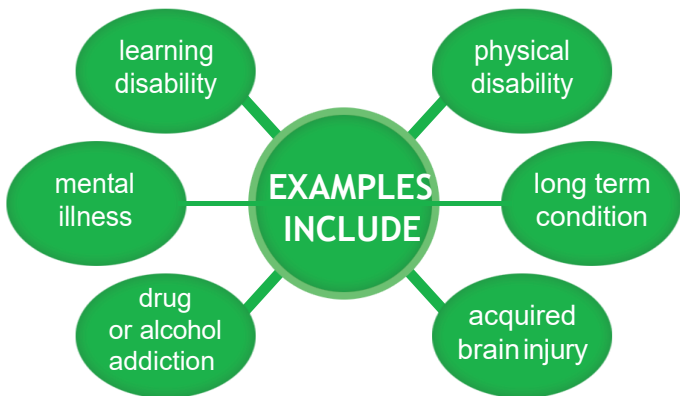 learning
disability
physical
disability
mental
illness
EXAMPLES
INCLUDE
long term
condition
drug
or alcohol
addiction
acquired
brain injury